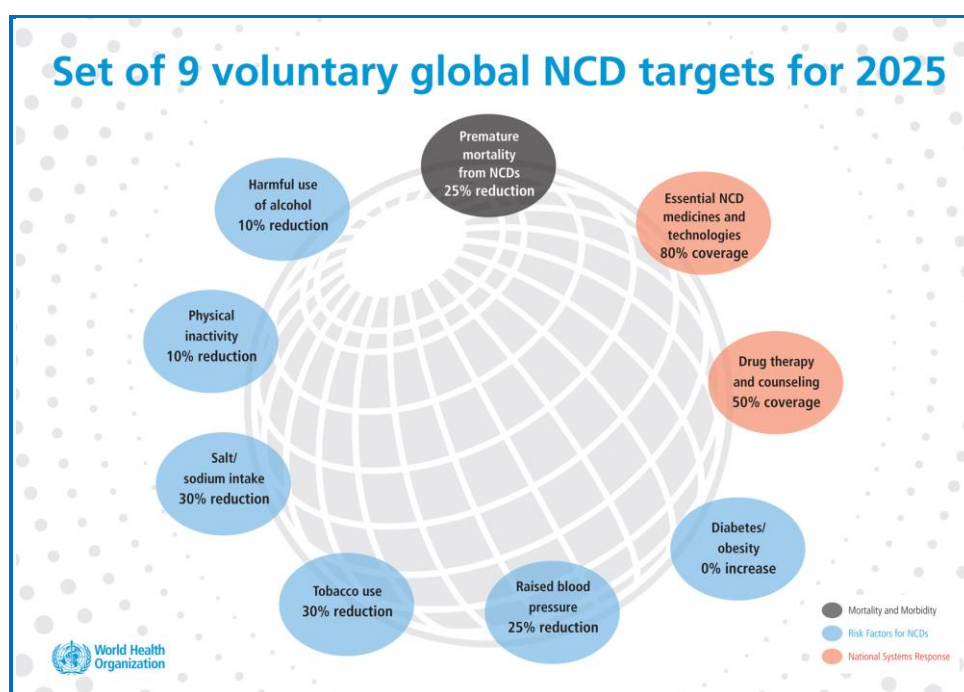 Set of 9 voluntary global NCD targets for 2025
Premature
mortality
from NCDs
25% reduction
Essential NCD
medicines and
technologies
80% coverage
Drug therapy
and counseling
50% coverage
Diabetes/
obesity
0% increase
Raised blood
pressure
25% reduction
Tobacco use
30% reduction
Salt/
sodium intake
30% reduction
Physical
inactivity
10% reduction
Harmful use
of alcohol
10% reduction
Mortality and Morbidity
Risk Factors for NCDs
National Systems Response
World Health
Organization